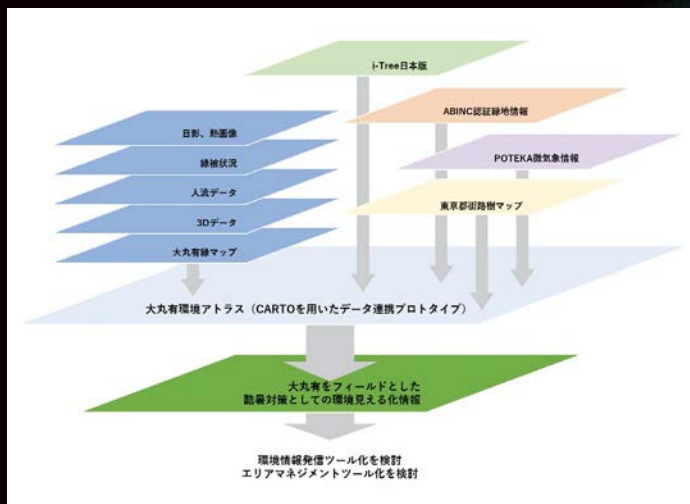 i-Tree日本版
ABINC認証緑地情報
POTEKA微気象情報
東京都街路樹マップ
日影、熱画像
緑被状況
人流データ
3Dデータ
大丸有緑マップ
大丸有環境アトラス（CARTOを用いたデータ連携プロトタイプ）
大丸有をフィールドとした
酷暑対策としての環境見える化情報
環境情報発信ツール化を検討
エリアマネジメントツール化を検討